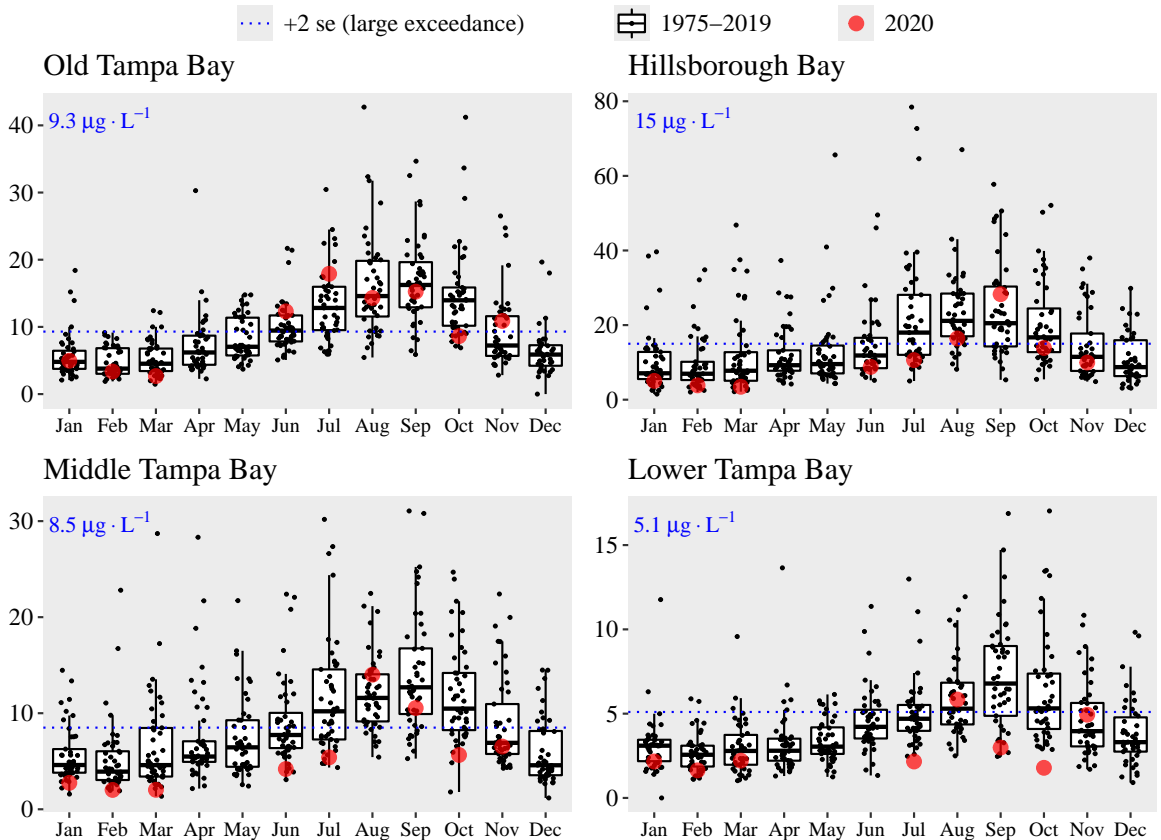 +2 se (large exceedance) 1975–2019 2020
Old Tampa Bay
9.3 μg · L⁻¹
40
30
20
10
0
Jan Feb Mar Apr May Jun Jul Aug Sep Oct Nov Dec
Hillsborough Bay
15 μg · L⁻¹
80
60
40
20
0
Jan Feb Mar Apr May Jun Jul Aug Sep Oct Nov Dec
Middle Tampa Bay
8.5 μg · L⁻¹
30
20
10
0
Jan Feb Mar Apr May Jun Jul Aug Sep Oct Nov Dec
Lower Tampa Bay
5.1 μg · L⁻¹
15
10
5
0
Jan Feb Mar Apr May Jun Jul Aug Sep Oct Nov Dec